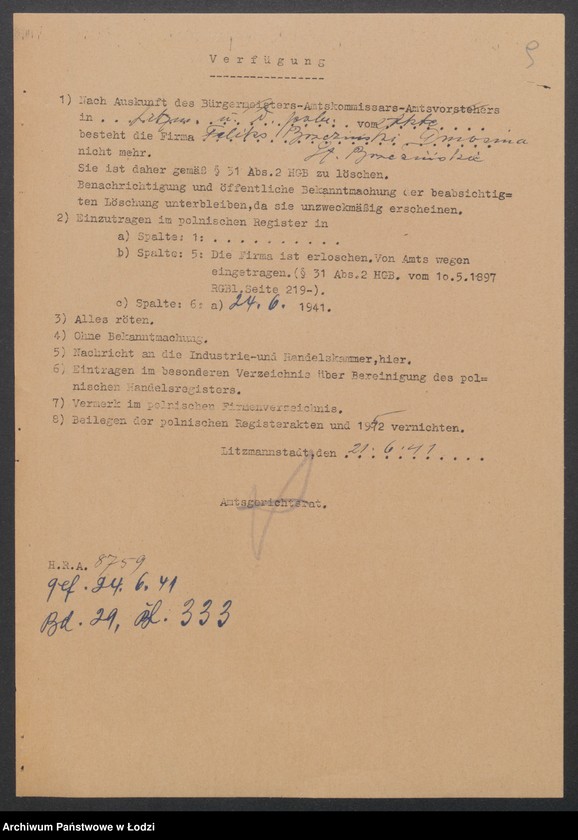 9
Verfügung
1) Nach Auskunft des Bürgermeisters-Amtskommissars-Amtsvorstehers
in . . . . . u. . . . . vom . . . .
besteht die Firma Feliks Brzezinski, Dmosina
nicht mehr. Brzezinskie
Sie ist daher gemäß § 31 Abs.2 HGB zu löschen.
Benachrichtigung und öffentliche Bekanntmachung der beabsichtig=
ten Löschung unterbleiben,da sie unzweckmäßig erscheinen.
2) Einzutragen im polnischen Register in
a) Spalte: 1: . . . . . . . . . . .
b) Spalte: 5: Die Firma ist erloschen.Von Amts wegen
eingetragen.(§ 31 Abs.2 HGB. vom 1o.5.1897
RGBl.Seite 219-).
c) Spalte: 6: a) 24.6. 1941.
3) Alles röten.
4) Ohne Bekanntmachung.
5) Nachricht an die Industrie-und Handelskammer,hier.
6) Eintragen im besonderen Verzeichnis über Bereinigung des pol=
nischen Handelsregisters.
7) Vermerk im polnischen Firmenverzeichnis.
8) Beilegen der polnischen Registerakten und 1952 vernichten.
Litzmannstadt,den 21.6.41
Amtsgerichtsrat.
H.R.A. 8759
gef. 24.6.41
Bd. 29, Bl. 333
Archiwum Państwowe w Łodzi